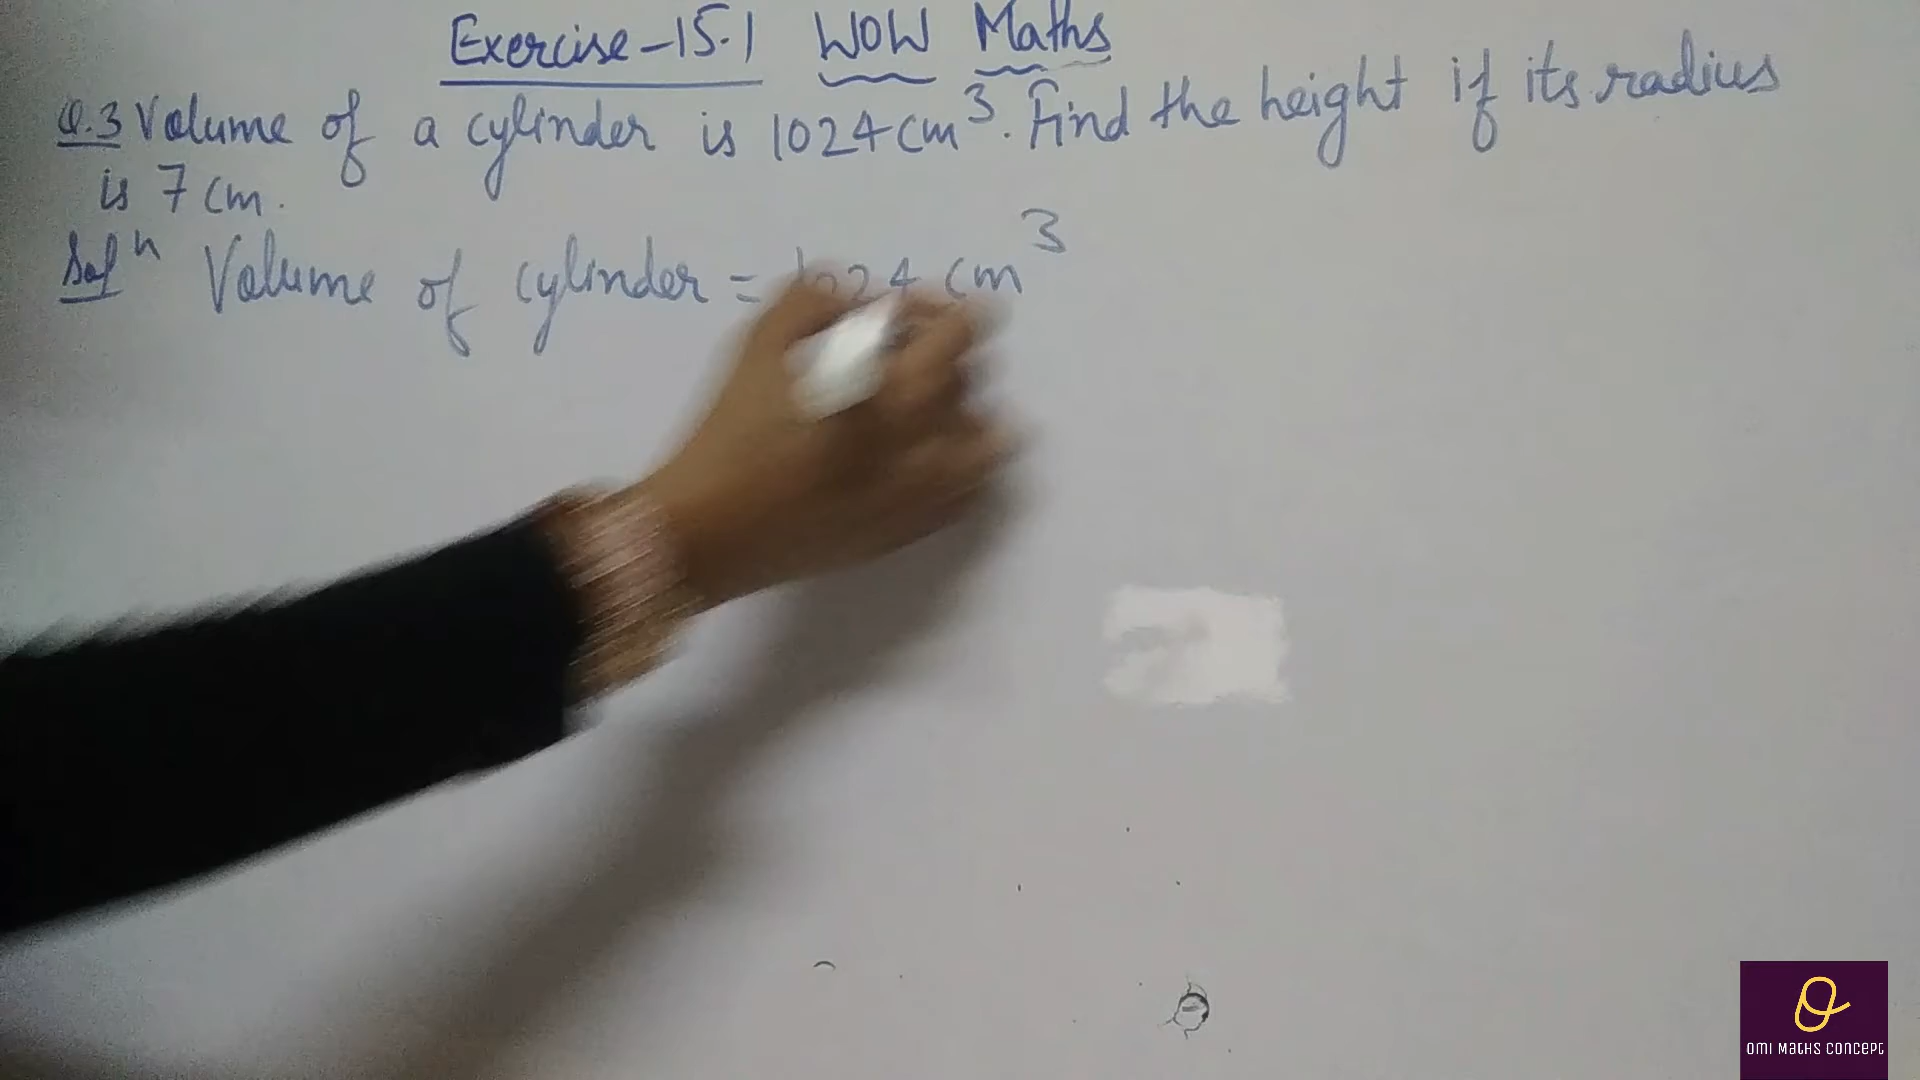 Exercise-15.1 WOW Maths
Q.3 Volume of a cylinder is 1024 cm³. Find the height if its radius
is 7 cm.
Solⁿ Volume of cylinder = 1024 cm³
OMI MATHS CONCEPT